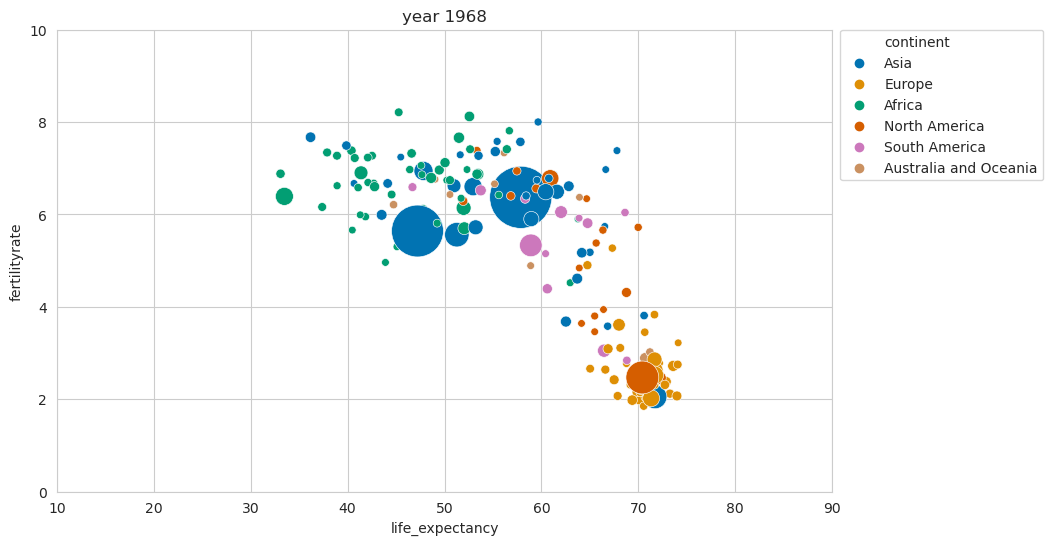 year 1968
continent
Asia
Europe
Africa
North America
South America
Australia and Oceania
10
8
6
4
2
0
fertilityrate
10 20 30 40 50 60 70 80 90
life_expectancy